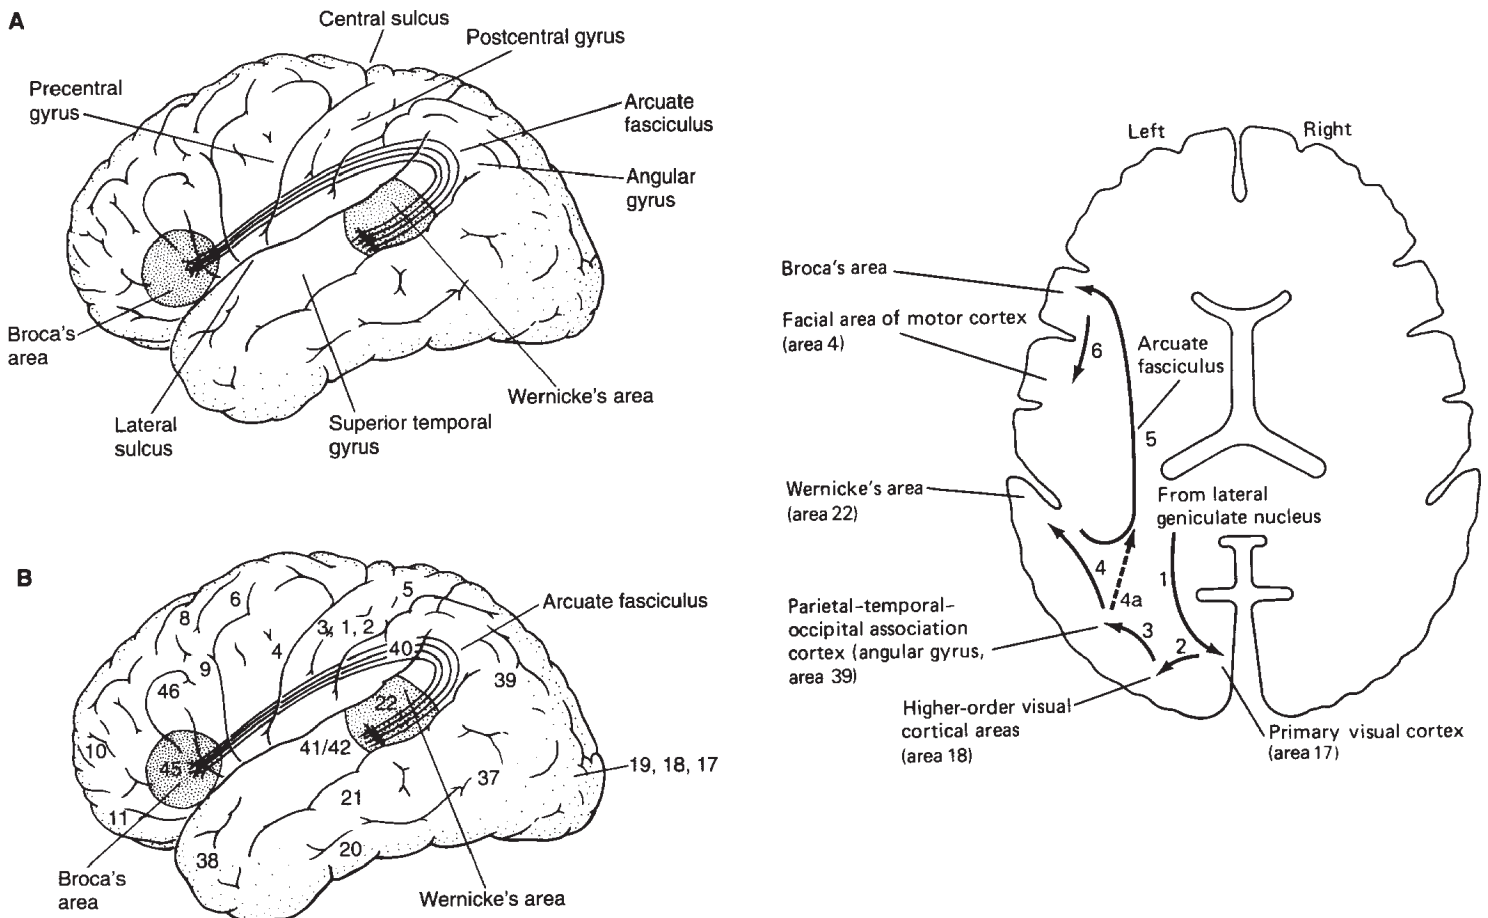 A
Central sulcus
Postcentral gyrus
Precentral
gyrus
Arcuate
fasciculus
Angular
gyrus
Broca's
area
Lateral
sulcus
Superior temporal
gyrus
Wernicke's area
B
5
Arcuate fasciculus
6
8
3, 1, 2
4
40
9
46
39
22
10
45
41/42
19, 18, 17
37
21
11
20
38
Broca's
area
Wernicke's area
Left
Right
Broca's area
Facial area of motor cortex
(area 4)
6
Arcuate
fasciculus
5
Wernicke's area
(area 22)
From lateral
geniculate nucleus
4
1
4a
Parietal–temporal–
occipital association
cortex (angular gyrus,
area 39)
3
2
Higher-order visual
cortical areas
(area 18)
Primary visual cortex
(area 17)